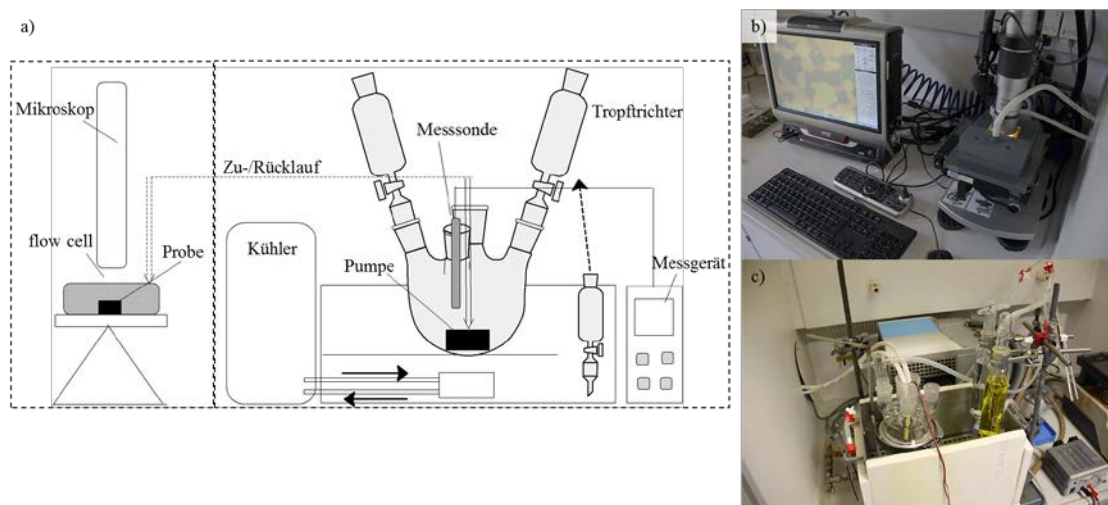 a)
Mikroskop
flow cell
Probe
Zu-/Rücklauf
Kühler
Messsonde
Pumpe
Tropftrichter
Messgerät
b)
c)